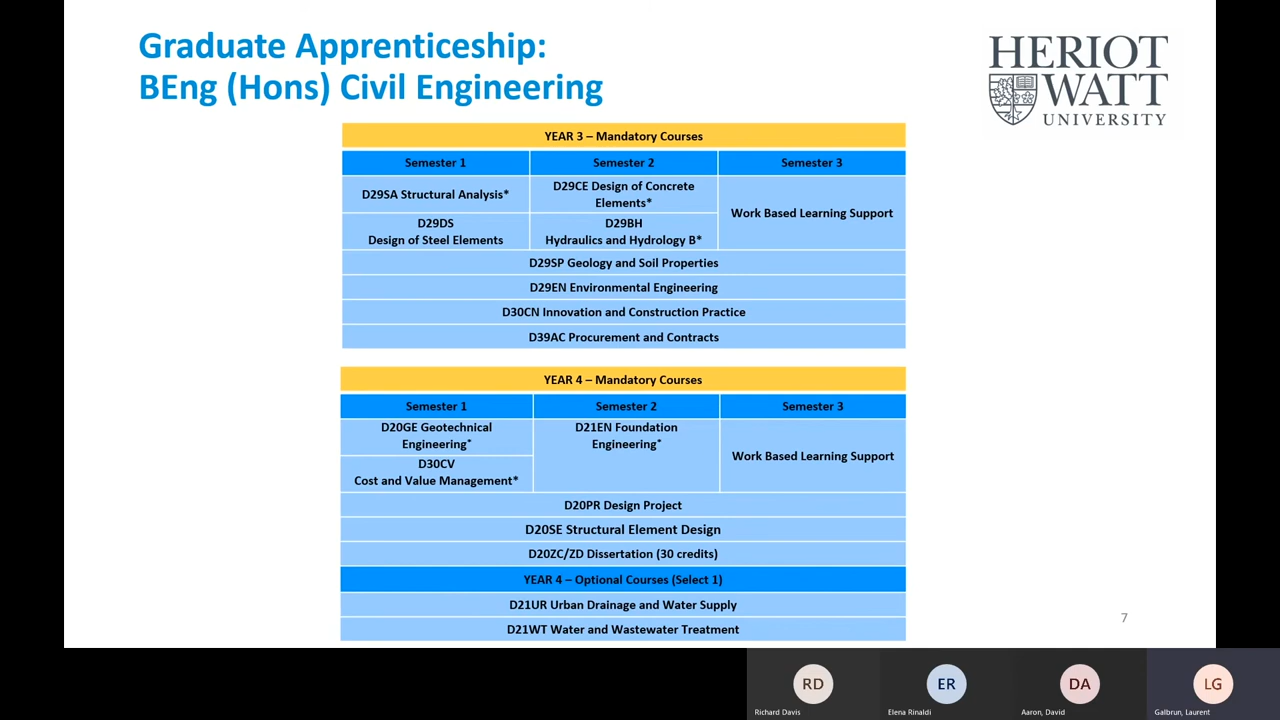 Graduate Apprenticeship:
BEng (Hons) Civil Engineering
HERIOT
WATT
UNIVERSITY
YEAR 3 – Mandatory Courses
Semester 1
Semester 2
Semester 3
D29SA Structural Analysis*
D29CE Design of Concrete
Elements*
Work Based Learning Support
D29DS
Design of Steel Elements
D29BH
Hydraulics and Hydrology B*
D29SP Geology and Soil Properties
D29EN Environmental Engineering
D30CN Innovation and Construction Practice
D39AC Procurement and Contracts
YEAR 4 – Mandatory Courses
Semester 1
Semester 2
Semester 3
D20GE Geotechnical
Engineering*
D21EN Foundation
Engineering*
Work Based Learning Support
D30CV
Cost and Value Management*
D20PR Design Project
D20SE Structural Element Design
D20ZC/ZD Dissertation (30 credits)
YEAR 4 – Optional Courses (Select 1)
D21UR Urban Drainage and Water Supply
D21WT Water and Wastewater Treatment
7
RD
ER
DA
LG
Richard Davis
Elena Rinaldi
Aaron, David
Galbrun, Laurent